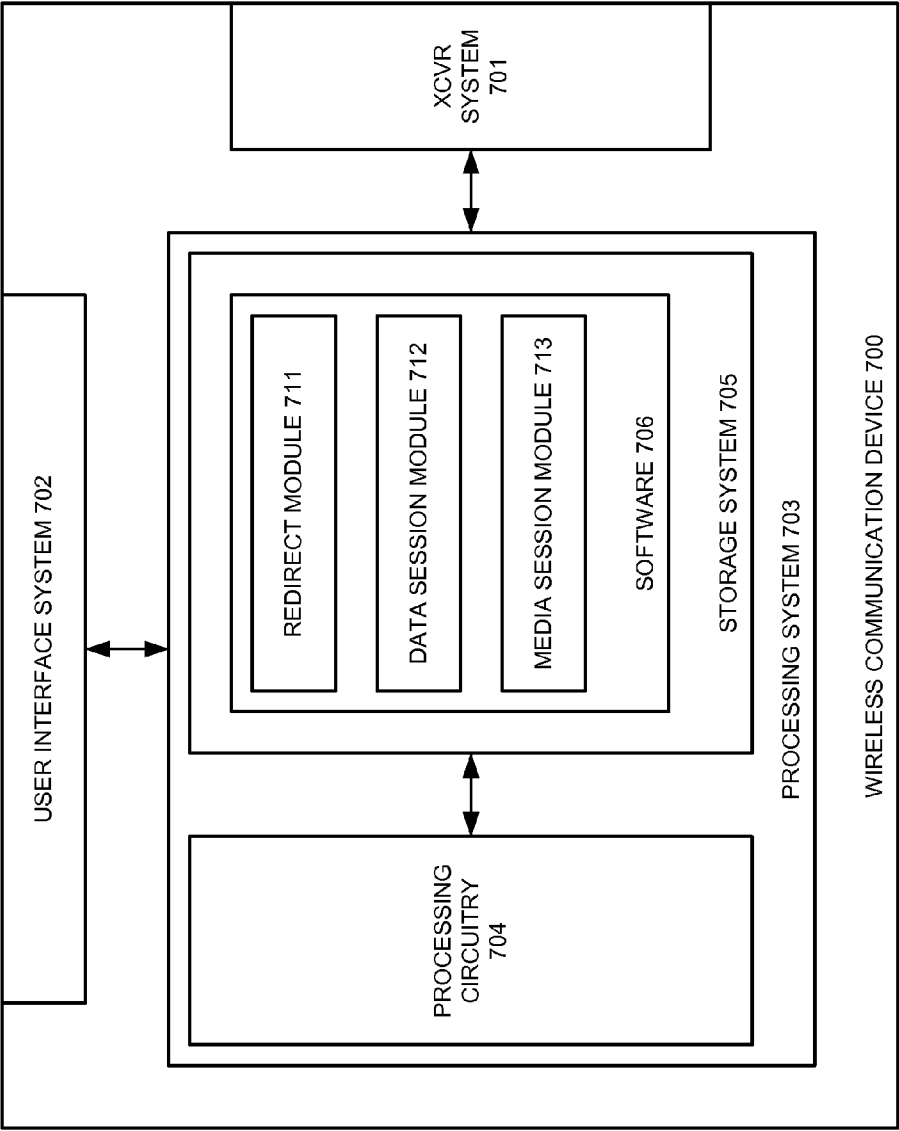 USER INTERFACE SYSTEM 702
XCVR
SYSTEM
701
REDIRECT MODULE 711
DATA SESSION MODULE 712
MEDIA SESSION MODULE 713
SOFTWARE 706
STORAGE SYSTEM 705
PROCESSING
CIRCUITRY
704
PROCESSING SYSTEM 703
WIRELESS COMMUNICATION DEVICE 700